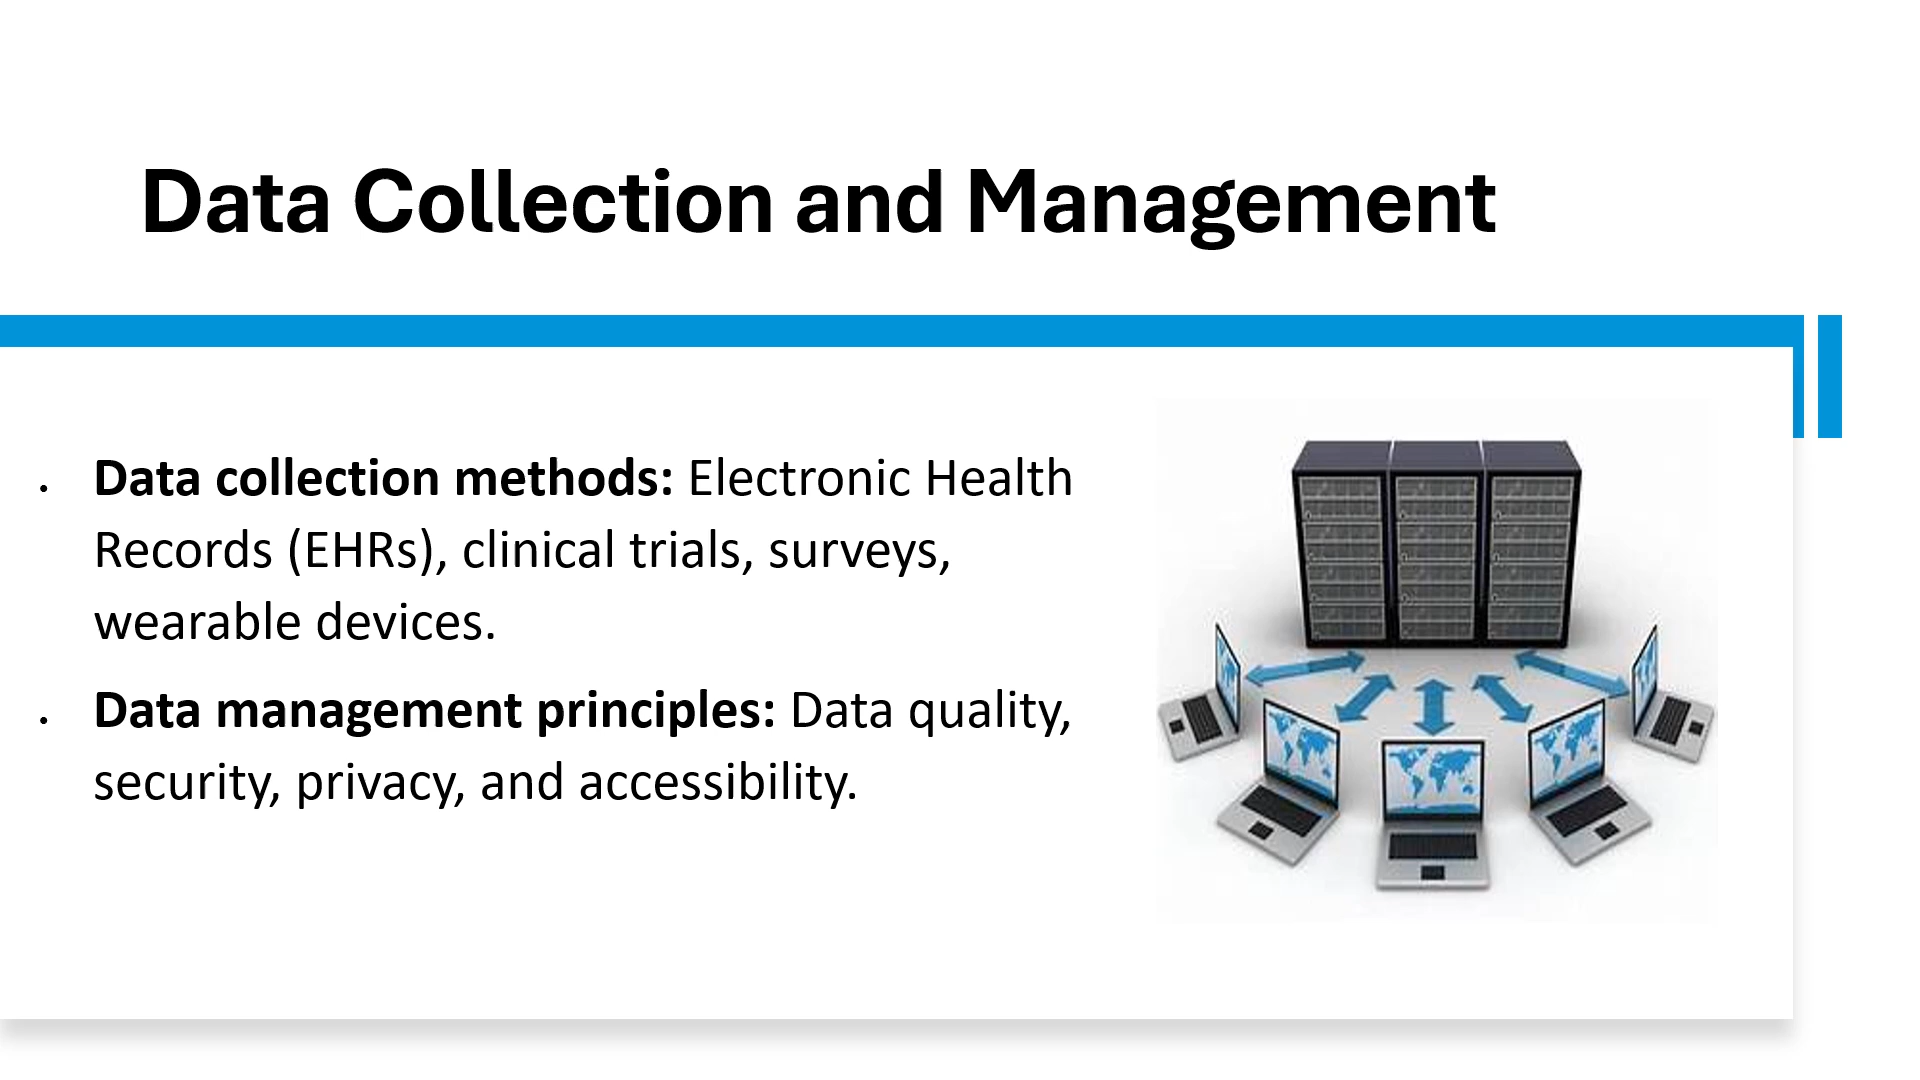 Data Collection and Management
• Data collection methods: Electronic Health
Records (EHRs), clinical trials, surveys,
wearable devices.
• Data management principles: Data quality,
security, privacy, and accessibility.